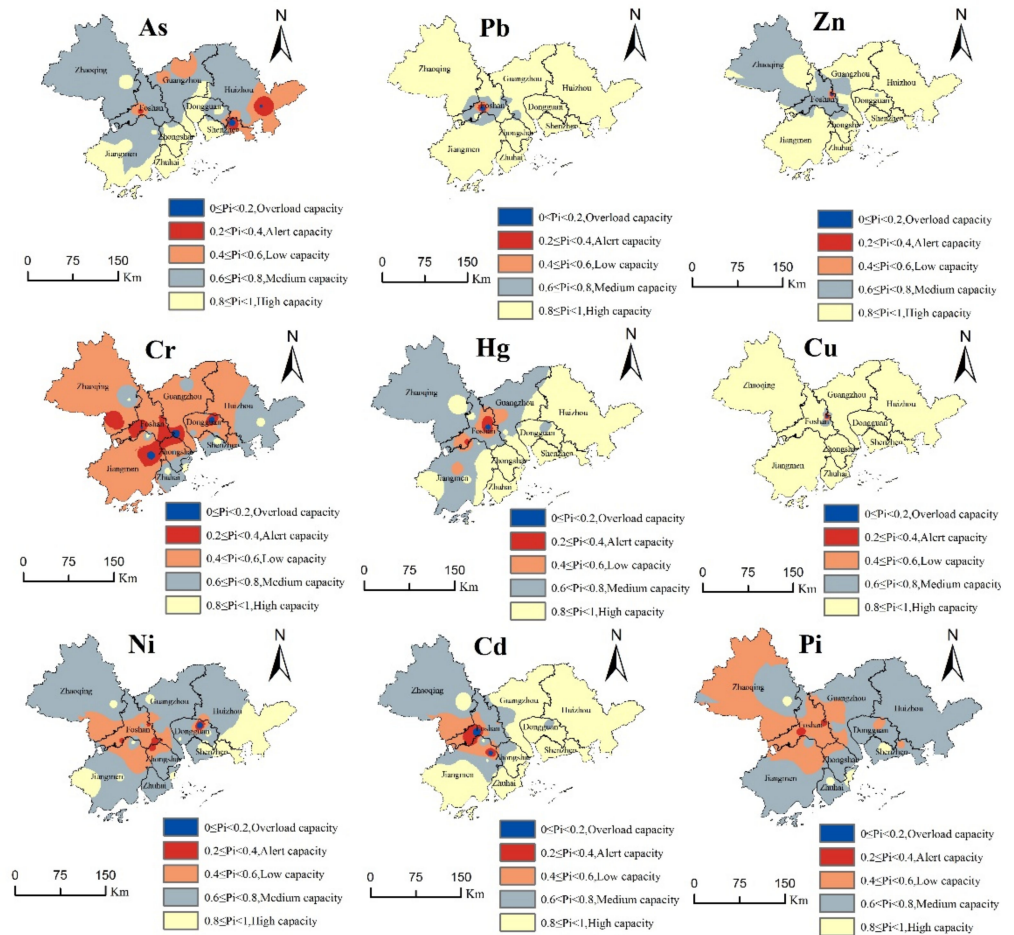 As
N
Zhaoqing
Guangzhou
Huizhou
Foshan
Dongguan
Shenzhen
Zhongshan
Jiangmen
Zhuhai
0≤Pi<0.2,Overload capacity
0.2<Pi<0.4,Alert capacity
0.4≤Pi<0.6,Low capacity
0.6≤Pi<0.8,Medium capacity
0.8≤Pi<1,High capacity
0 75 150
Km
Pb
N
Zhaoqing
Guangzhou
Huizhou
Foshan
Dongguan
Shenzhen
Zhongshan
Jiangmen
Zhuhai
0<Pi<0.2,Overload capacity
0.2≤Pi<0.4,Alert capacity
0.4≤Pi<0.6,Low capacity
0.6<Pi<0.8,Medium capacity
0.8≤Pi<1,High capacity
0 75 150
Km
Zn
N
Zhaoqing
Guangzhou
Huizhou
Foshan
Dongguan
Shenzhen
Zhongshan
Jiangmen
Zhuhai
0≤Pi<0.2,Overload capacity
0.2≤Pi<0.4,Alert capacity
0.4≤Pi<0.6,Low capacity
0.6≤Pi<0.8,Medium capacity
0.8≤Pi<1,High capacity
0 75 150
Km
Cr
N
Zhaoqing
Guangzhou
Huizhou
Foshan
Dongguan
Shenzhen
Zhongshan
Jiangmen
Zhuhai
0≤Pi<0.2,Overload capacity
0.2≤Pi<0.4,Alert capacity
0.4<Pi<0.6,Low capacity
0.6≤Pi<0.8,Medium capacity
0.8≤Pi<1,High capacity
0 75 150
Km
Hg
N
Zhaoqing
Guangzhou
Huizhou
Foshan
Dongguan
Shenzhen
Zhongshan
Jiangmen
Zhuhai
0<Pi<0.2,Overload capacity
0.2≤Pi<0.4,Alert capacity
0.4≤Pi<0.6,Low capacity
0.6<Pi<0.8,Medium capacity
0.8≤Pi<1,High capacity
0 75 150
Km
Cu
N
Zhaoqing
Guangzhou
Huizhou
Foshan
Dongguan
Shenzhen
Zhongshan
Jiangmen
Zhuhai
0≤Pi<0.2,Overload capacity
0.2≤Pi<0.4,Alert capacity
0.4≤Pi<0.6,Low capacity
0.6≤Pi<0.8,Medium capacity
0.8≤Pi<1,High capacity
0 75 150
Km
Ni
N
Zhaoqing
Guangzhou
Huizhou
Foshan
Dongguan
Shenzhen
Zhongshan
Jiangmen
Zhuhai
0≤Pi<0.2,Overload capacity
0.2≤Pi<0.4,Alert capacity
0.4≤Pi<0.6,Low capacity
0.6≤Pi<0.8,Medium capacity
0.8≤Pi<1,High capacity
0 75 150
Km
Cd
N
Zhaoqing
Guangzhou
Huizhou
Foshan
Dongguan
Shenzhen
Zhongshan
Jiangmen
Zhuhai
0<Pi<0.2,Overload capacity
0.2≤Pi<0.4,Alert capacity
0.4≤Pi<0.6,Low capacity
0.6<Pi<0.8,Medium capacity
0.8≤Pi<1,High capacity
0 75 150
Km
Pi
N
Zhaoqing
Guangzhou
Huizhou
Foshan
Dongguan
Shenzhen
Zhongshan
Jiangmen
Zhuhai
0<Pi<0.2,Overload capacity
0.2≤Pi<0.4,Alert capacity
0.4≤Pi<0.6,Low capacity
0.6<Pi<0.8,Medium capacity
0.8≤Pi<1,High capacity
0 75 150
Km